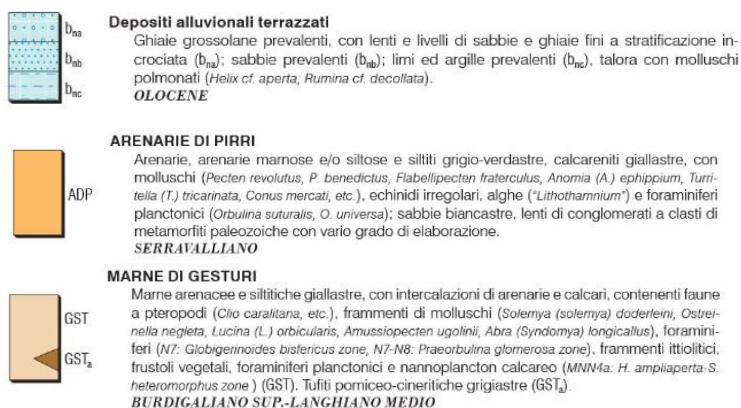 Depositi alluvionali terrazzati
bna
Ghiaie grossolane prevalenti, con lenti e livelli di sabbie e ghiaie fini a stratificazione in-
crociata (bna); sabbie prevalenti (bnb); limi ed argille prevalenti (bnc), talora con molluschi
bnb
polmonati (Helix cf. aperta; Rumina cf. decollata).
bnc
OLOCENE
ARENARIE DI PIRRI
Arenarie, arenarie marnose e/o siltose e siltiti grigio-verdastre, calcareniti giallastre, con
molluschi (Pecten revolutus, P. benedictus, Flabellipecten fraterculus, Anomia (A.) ephippium, Turri-
ADP
tella (T.) tricarinata, Conus mercati, etc.), echinidi irregolari, alghe ("Lithothamnium") e foraminiferi
planctonici (Orbulina suturalis, O. universa); sabbie biancastre, lenti di conglomerati a clasti di
metamorfiti paleozoiche con vario grado di elaborazione.
SERRAVALLIANO
MARNE DI GESTURI
Marne arenacee e siltitiche giallastre, con intercalazioni di arenarie e calcari, contenenti faune
GST
a pteropodi (Clio caralitana, etc.), frammenti di molluschi (Solemya (solemya) doderleini, Ostrei-
nella negleta, Lucina (L.) orbicularis, Amussiopecten ugolinii, Abra (Syndomya) longicallus), foramini-
GSTa
feri (N7: Globigerinoides bisfericus zone, N7-N8: Praeorbulina glomerosa zone), frammenti ittiolitici,
frustoli vegetali, foraminiferi planctonici e nannoplancton calcareo (MNN4a: H. ampliaperta-S.
heteromorphus zone ) (GST). Tufiti pomiceo-cineritiche grigiastre (GSTa).
BURDIGALIANO SUP.-LANGHIANO MEDIO